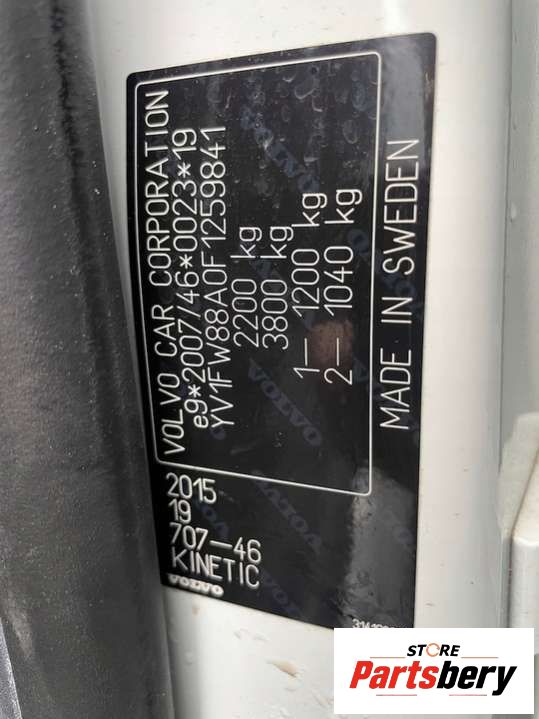 VOLVO CAR CORPORATION
e9*2007/46*0023*19
YV1FW88A0F1259841
2200 kg
3800 kg
1– 1200 kg
2– 1040 kg
MADE IN SWEDEN
2015
19
707–46
KINETIC
VOLVO
STORE
Partsbery